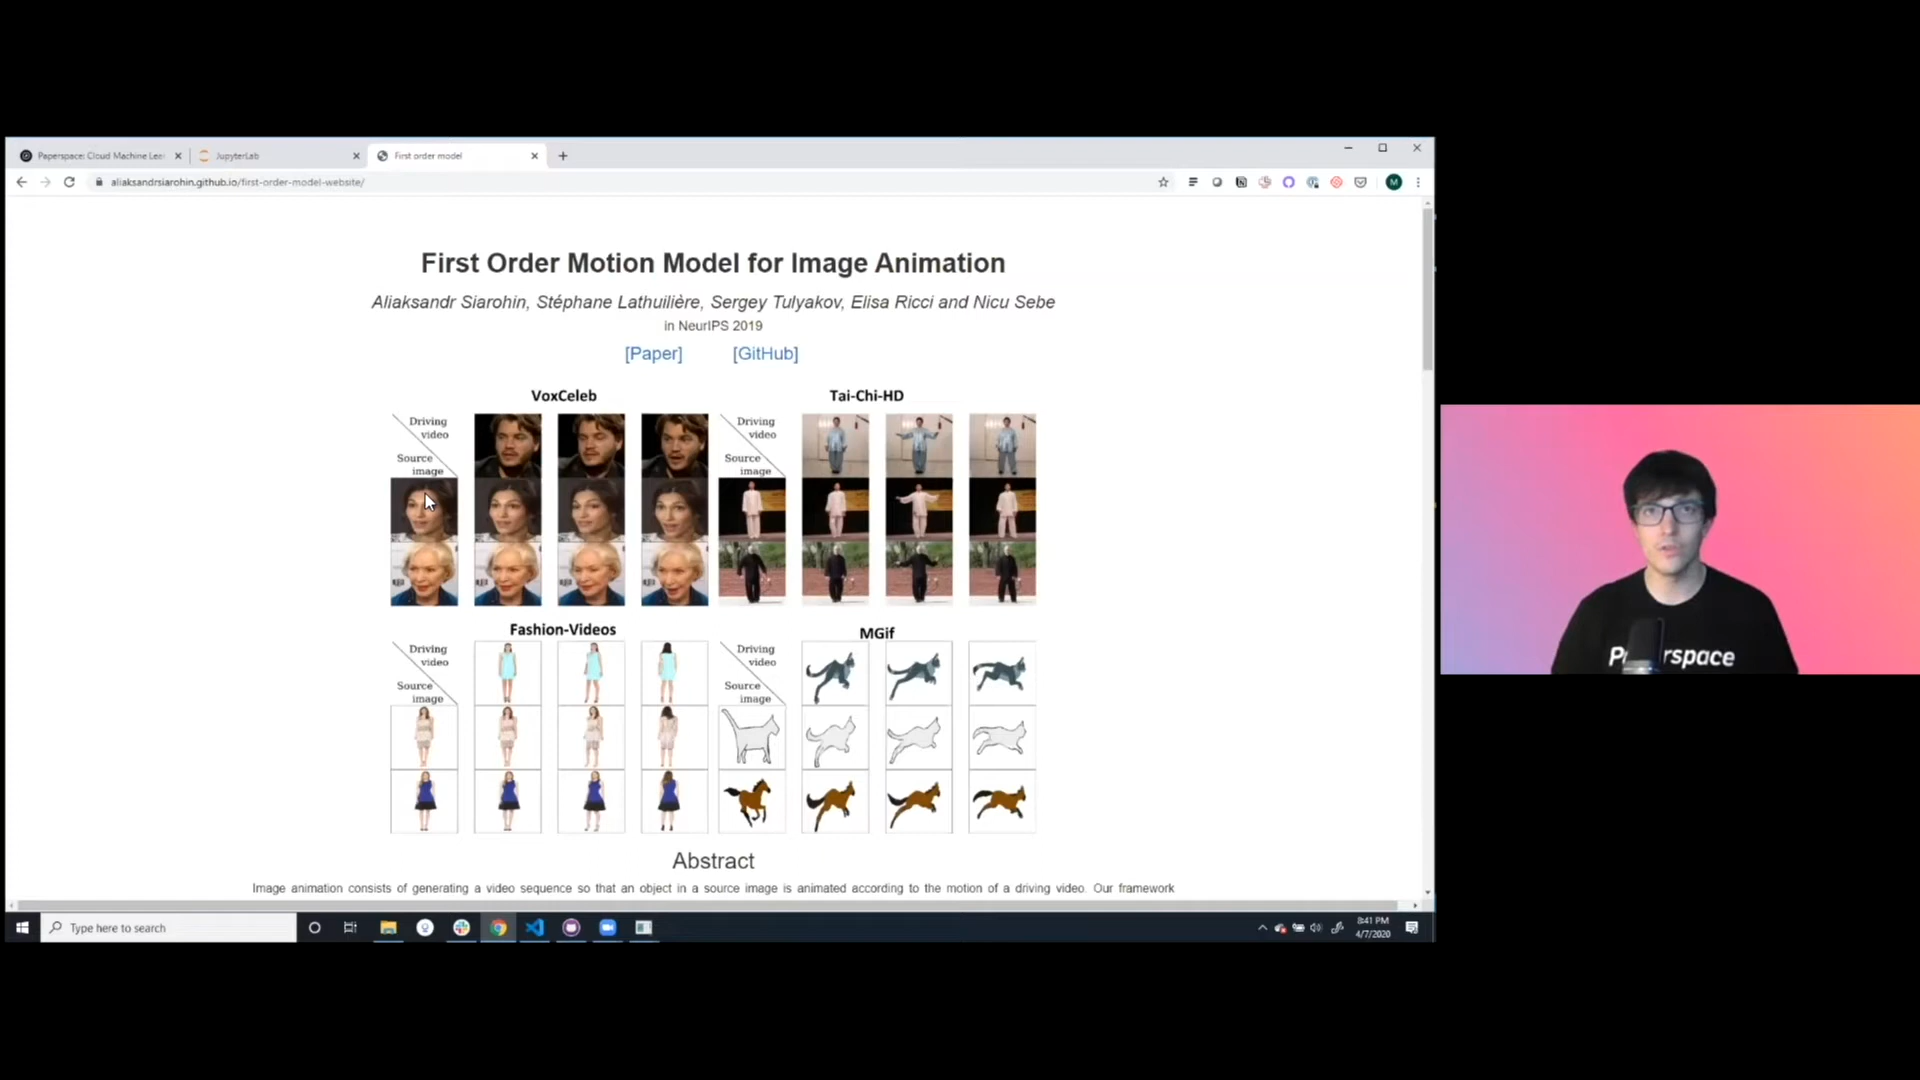 Paperspace: Cloud Machine Lear
JupyterLab
First order model
aliaksandrsiarohin.github.io/first-order-model-website/
M
First Order Motion Model for Image Animation
Aliaksandr Siarohin, Stéphane Lathuilière, Sergey Tulyakov, Elisa Ricci and Nicu Sebe
in NeurIPS 2019
[Paper] [GitHub]
VoxCeleb
Driving
video
Source
image
Tai-Chi-HD
Driving
video
Source
image
Fashion-Videos
Driving
video
Source
image
MGif
Driving
video
Source
image
Abstract
Image animation consists of generating a video sequence so that an object in a source image is animated according to the motion of a driving video. Our framework
Type here to search
8:41 PM
4/7/2020
P rspace